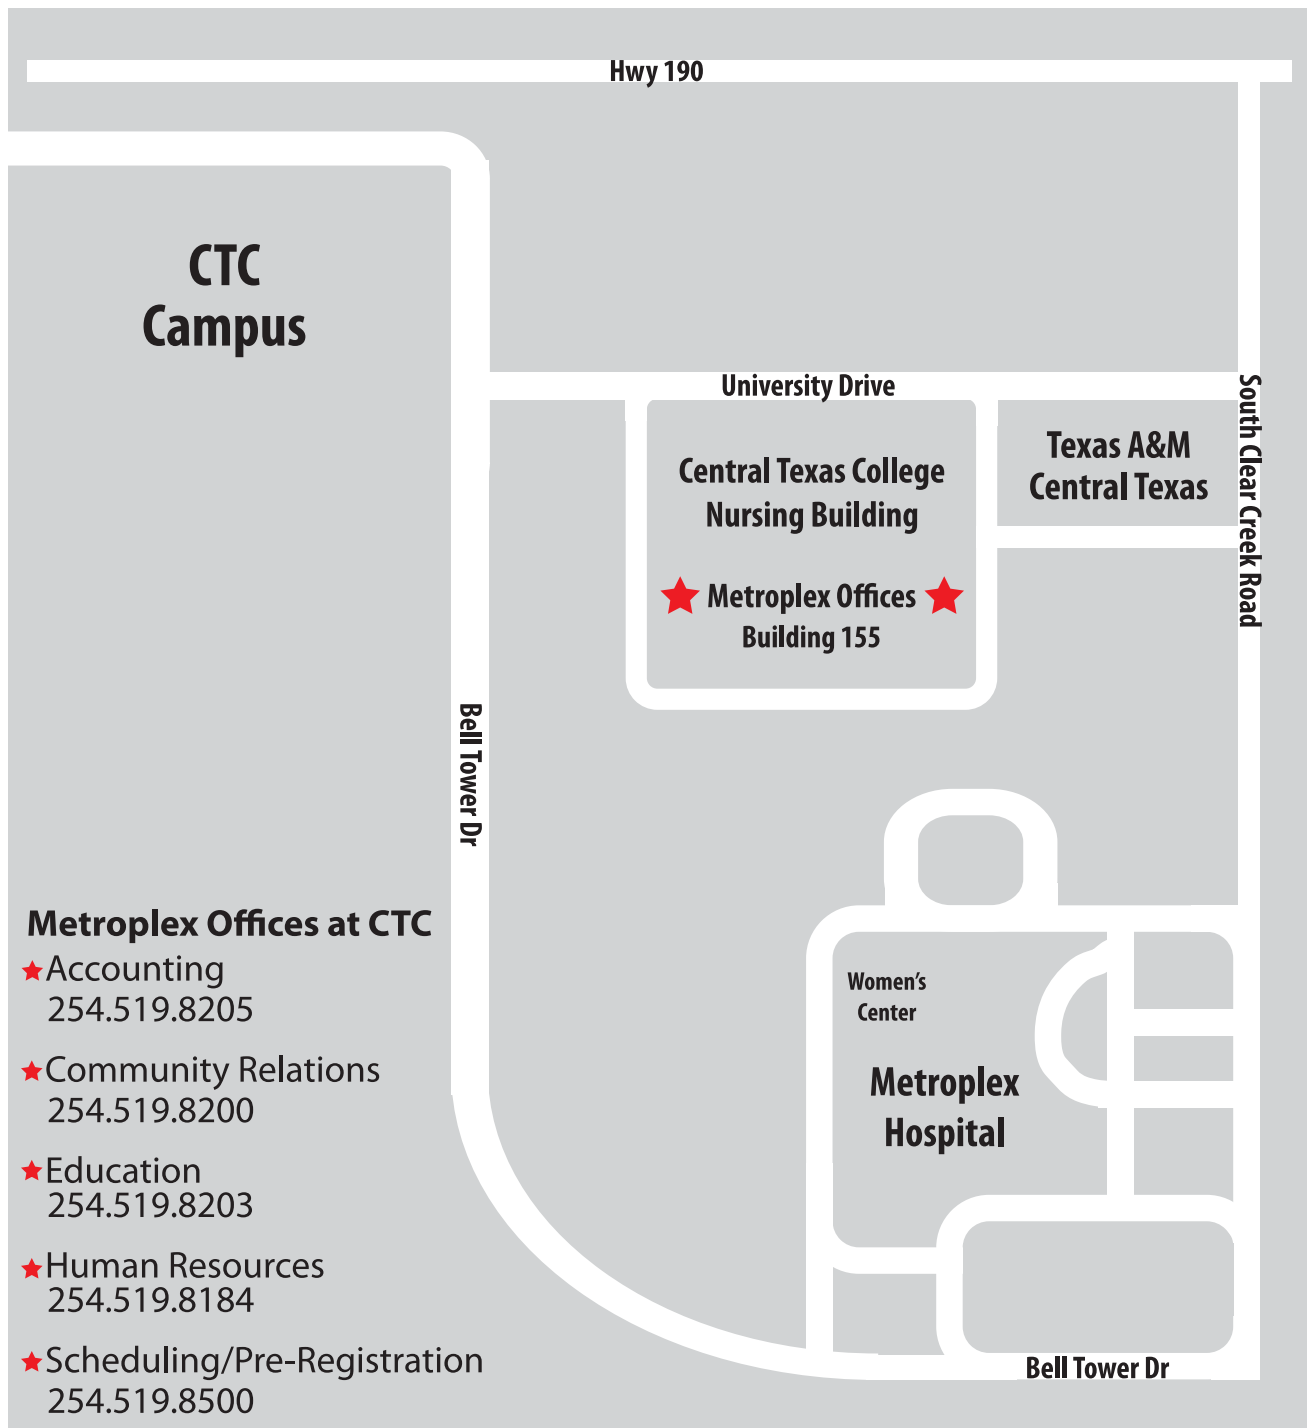 Hwy 190
CTC
Campus
University Drive
South Clear Creek Road
Texas A&M
Central Texas
Central Texas College
Nursing Building
Metroplex Offices
Building 155
Bell Tower Dr
Metroplex Offices at CTC
Accounting
254.519.8205
Community Relations
254.519.8200
Education
254.519.8203
Human Resources
254.519.8184
Scheduling/Pre-Registration
254.519.8500
Women's
Center
Metroplex
Hospital
Bell Tower Dr